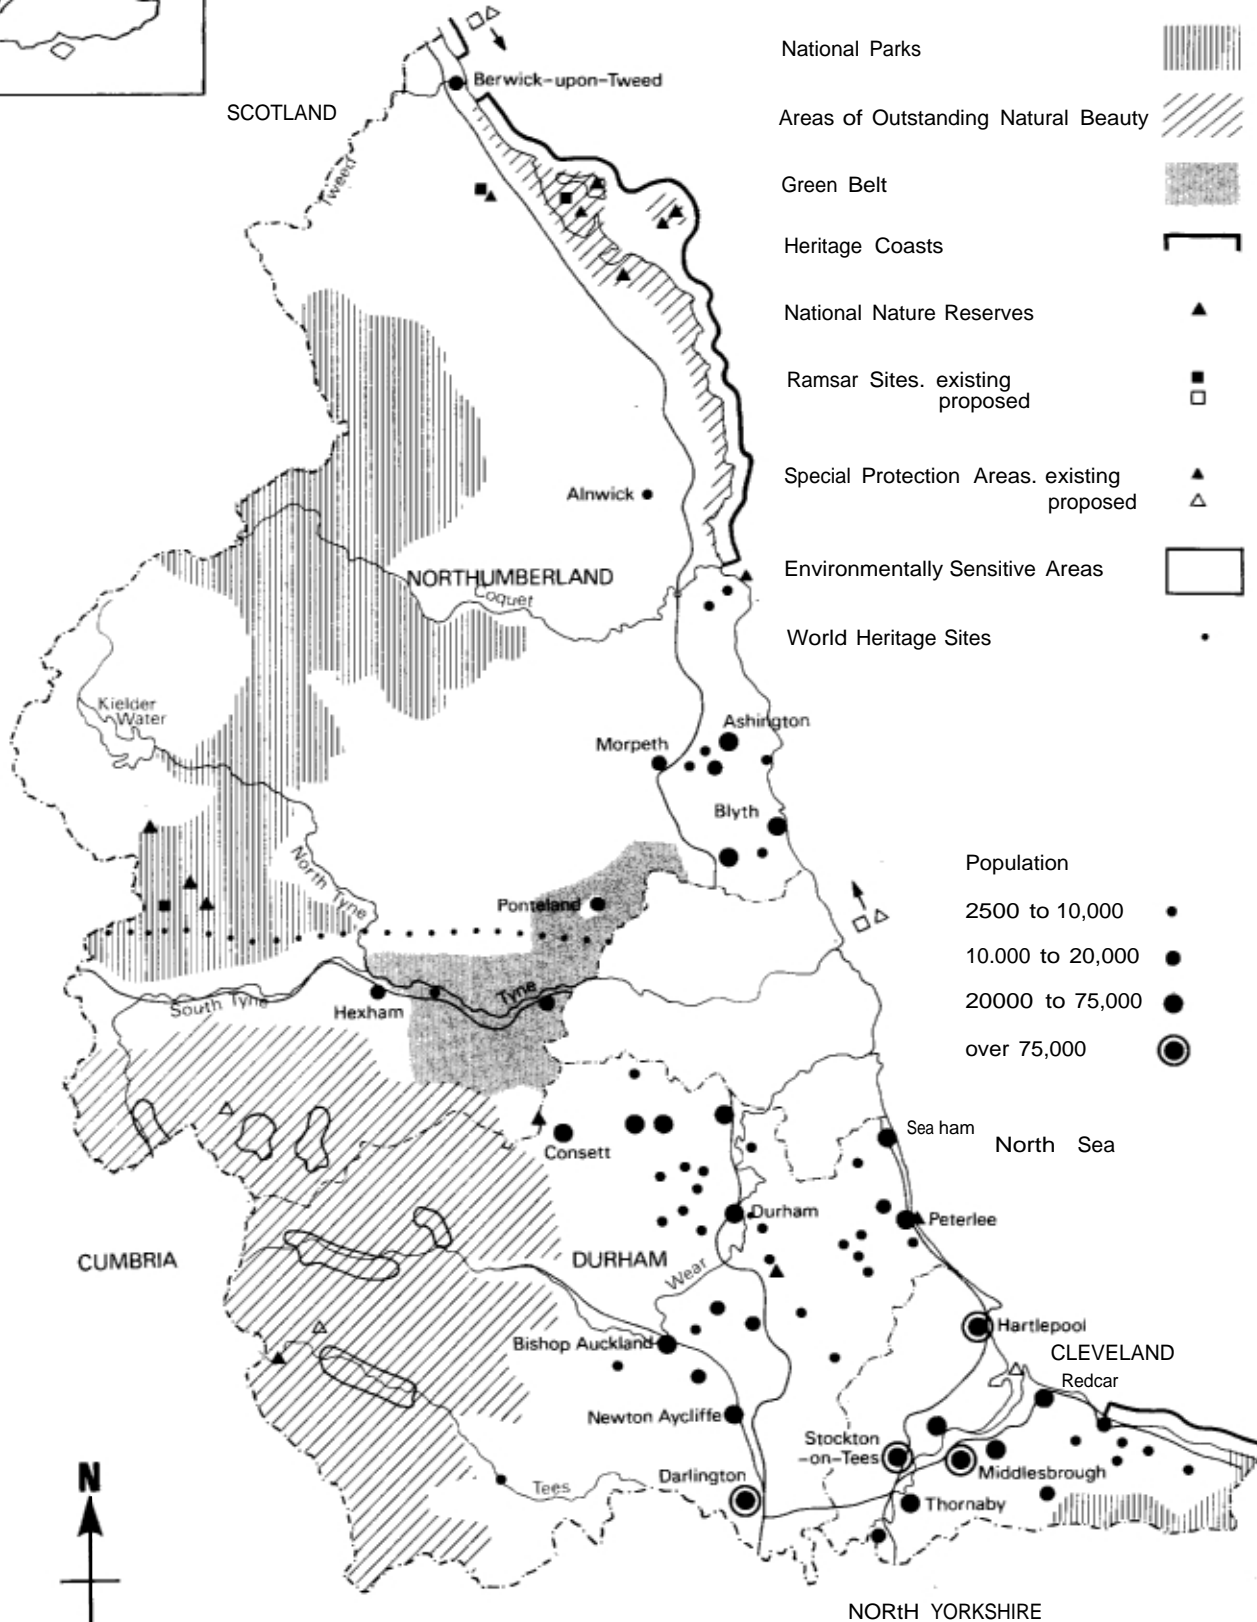 National Parks
Areas of Outstanding Natural Beauty
Green Belt
Heritage Coasts
National Nature Reserves
Ramsar Sites. existing
proposed
Special Protection Areas. existing
proposed
Environmentally Sensitive Areas
World Heritage Sites
Population
2500 to 10,000
10.000 to 20,000
20000 to 75,000
over 75,000
Berwick-upon-Tweed
SCOTLAND
Tweed
Alnwick
NORTHUMBERLAND
Coquet
Kielder
Water
Ashington
Morpeth
Blyth
North Tyne
Ponteland
Tyne
South Tyne
Hexham
Consett
Sea ham
North Sea
Durham
Peterlee
CUMBRIA
DURHAM
Wear
Hartlepool
Bishop Auckland
CLEVELAND
Redcar
Newton Aycliffe
Stockton
-on-Tees
Darlington
Middlesbrough
Tees
Thornaby
N
NORtH YORKSHIRE